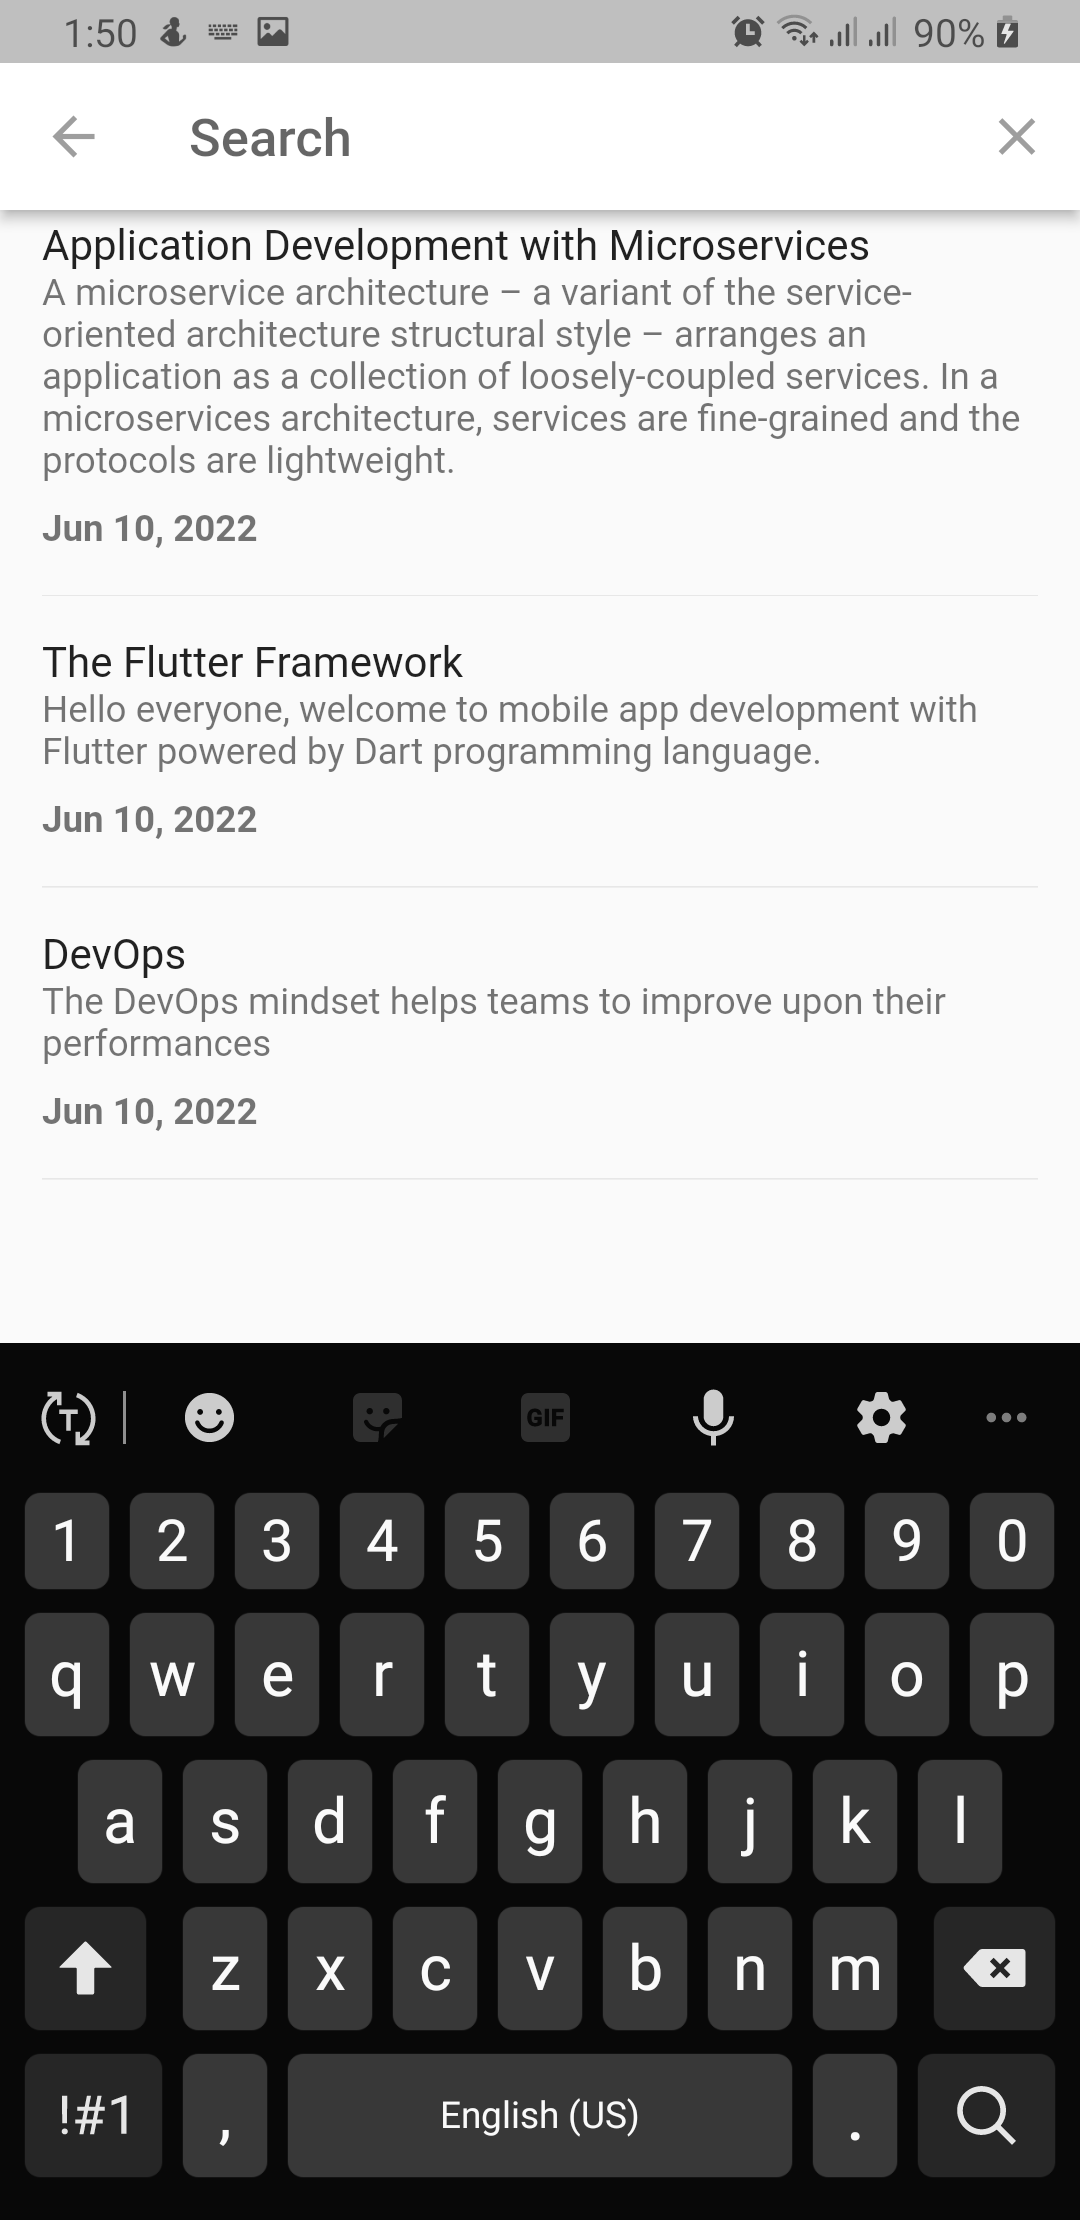 1:50 90%
Search
Application Development with Microservices
A microservice architecture – a variant of the service-
oriented architecture structural style – arranges an
application as a collection of loosely-coupled services. In a
microservices architecture, services are fine-grained and the
protocols are lightweight.
Jun 10, 2022
The Flutter Framework
Hello everyone, welcome to mobile app development with
Flutter powered by Dart programming language.
Jun 10, 2022
DevOps
The DevOps mindset helps teams to improve upon their
performances
Jun 10, 2022
T GIF
1 2 3 4 5 6 7 8 9 0
q w e r t y u i o p
a s d f g h j k l
z x c v b n m
!#1 , English (US) .